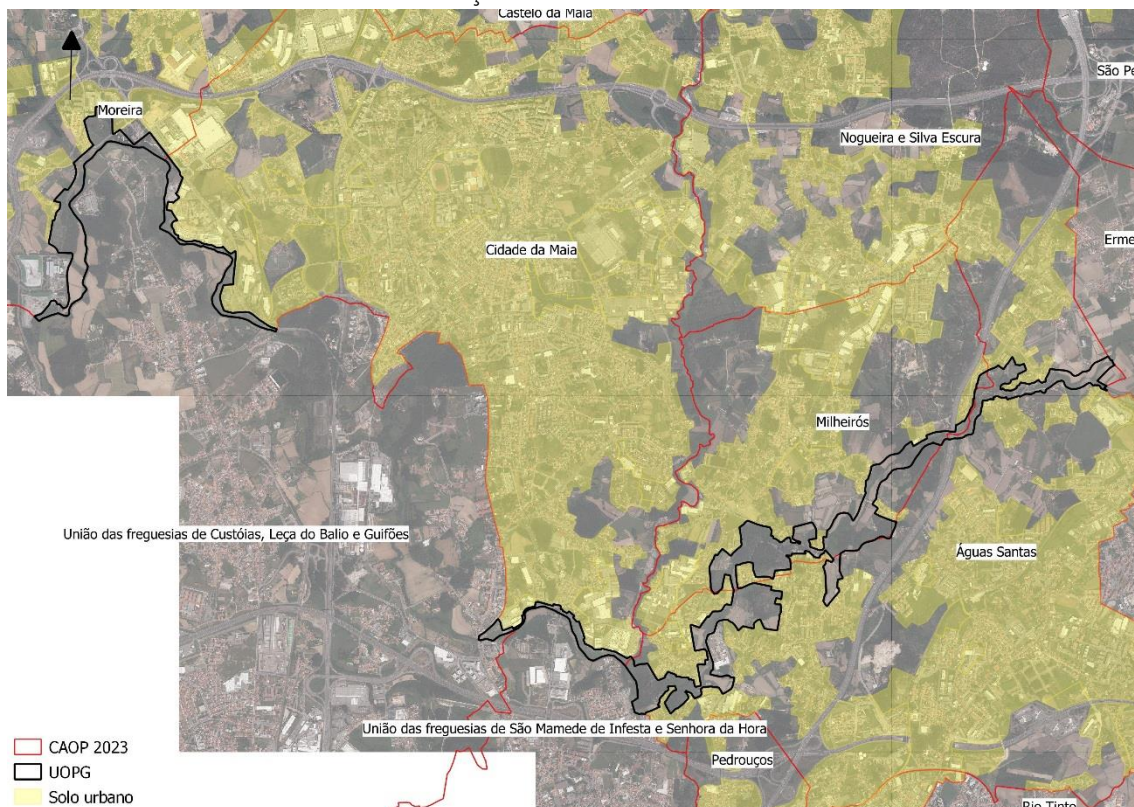 Castelo da Maia
São Pe
Moreira
Nogueira e Silva Escura
Cidade da Maia
Erme
Milheirós
União das freguesias de Custóias, Leça do Balio e Guifões
Águas Santas
União das freguesias de São Mamede de Infesta e Senhora da Hora
Pedrouços
Rio Tinto
CAOP 2023
UOPG
Solo urbano